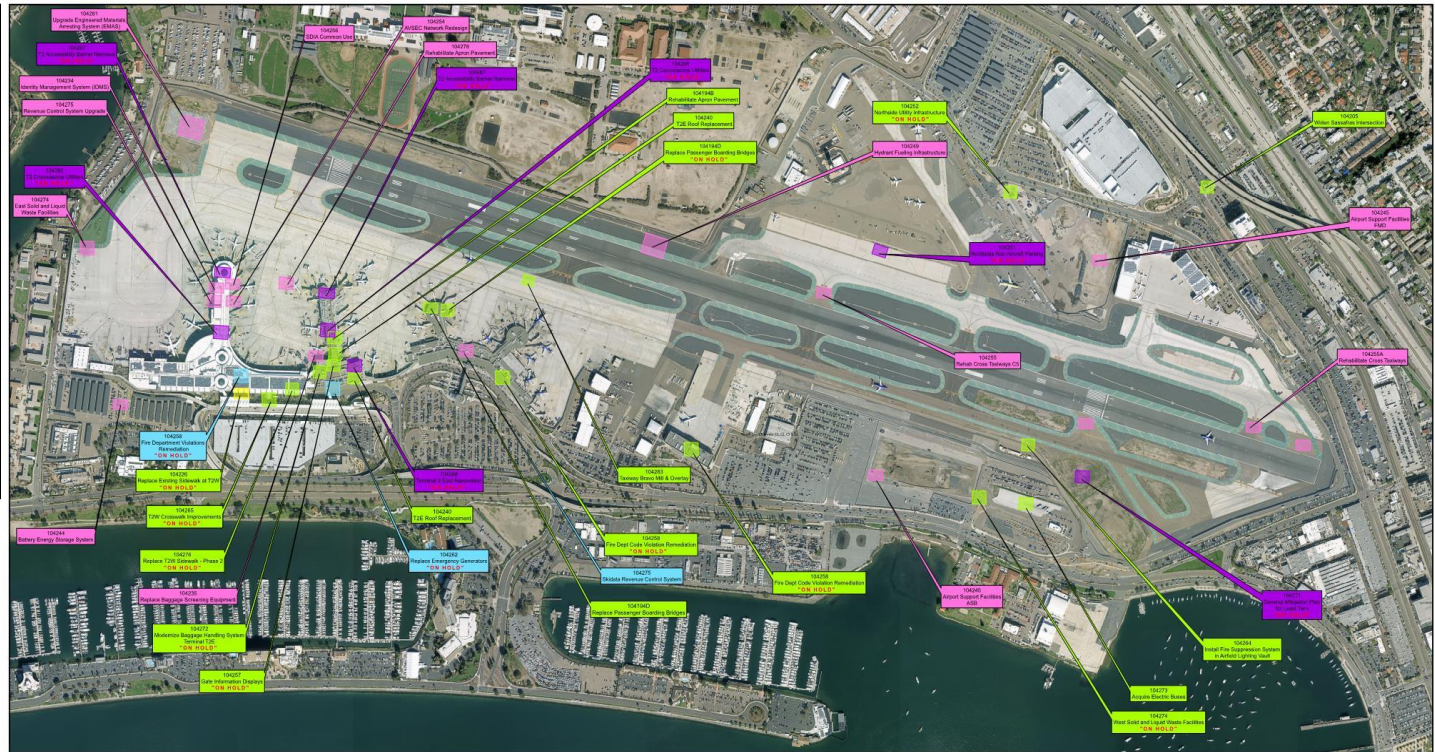 104261
Upgrade Engineered Materials
Arresting System (EMAS)
104254
AVSEC Network Redesign
SDIA Common Use
104279
Rehabilitate Apron Pavement
104234
Identity Management System (IDMS)
104275
Revenue Control System Upgrade
104194B
Rehabilitate Apron Pavement
104240
T2E Roof Replacement
104194D
Replace Passenger Boarding Bridges
"ON HOLD"
104252
Northside Utility Infrastructure
"ON HOLD"
104205
Widen Sassafras Intersection
104249
Hydrant Fueling Infrastructure
104274
East Solid and Liquid
Waste Facilities
104245
Airport Support Facilities
FMD
104255
Rehab Cross Taxiways C5
104255A
Rehabilitate Cross Taxiways
104258
Fire Department Violations
Remediation
"ON HOLD"
Replace Existing Sidewalk at T2W
"ON HOLD"
104283
Taxiway Bravo Mill & Overlay
104265
T2W Crosswalk Improvements
"ON HOLD"
104240
T2E Roof Replacement
104244
Battery Energy Storage System
104258
Fire Dept Code Violation Remediation
"ON HOLD"
104276
Replace T2W Sidewalk - Phase 2
"ON HOLD"
104262
Replace Emergency Generators
"ON HOLD"
104275
Skidata Revenue Control System
104258
Fire Dept Code Violation Remediation
"ON HOLD"
Replace Baggage Screening Equipment
104246
Airport Support Facilities
ASB
104194D
Replace Passenger Boarding Bridges
104272
Modernize Baggage Handling System
Terminal T2E
"ON HOLD"
104264
Install Fire Suppression System
in Airfield Lighting Vault
104257
Gate Information Displays
"ON HOLD"
104273
Acquire Electric Buses
104274
West Solid and Liquid Waste Facilities
"ON HOLD"